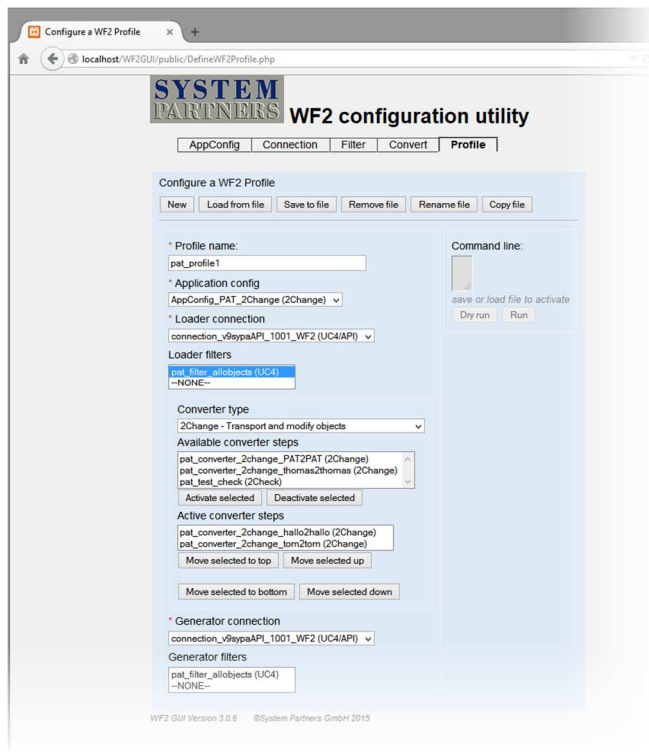 Configure a WF2 Profile × +
localhost/WF2GUI/public/DefineWF2Profile.php
SYSTEM
PARTNERS WF2 configuration utility
AppConfig Connection Filter Convert Profile
Configure a WF2 Profile
New Load from file Save to file Remove file Rename file Copy file
* Profile name:
pat_profile1
* Application config
AppConfig_PAT_2Change (2Change)
* Loader connection
connection_v9sypaAPI_1001_WF2 (UC4/API)
Loader filters
pat_filter_allobjects (UC4)
--NONE--
Converter type
2Change - Transport and modify objects
Available converter steps
pat_converter_2change_PAT2PAT (2Change)
pat_converter_2change_thomas2thomas (2Change)
pat_test_check (2Check)
Activate selected Deactivate selected
Active converter steps
pat_converter_2change_hallo2hallo (2Change)
pat_converter_2change_tom2tom (2Change)
Move selected to top Move selected up
Move selected to bottom Move selected down
* Generator connection
connection_v9sypaAPI_1001_WF2 (UC4/API)
Generator filters
pat_filter_allobjects (UC4)
--NONE--
Command line:
save or load file to activate
Dry run Run
WF2 GUI Version 3.0.6 ©System Partners GmbH 2015